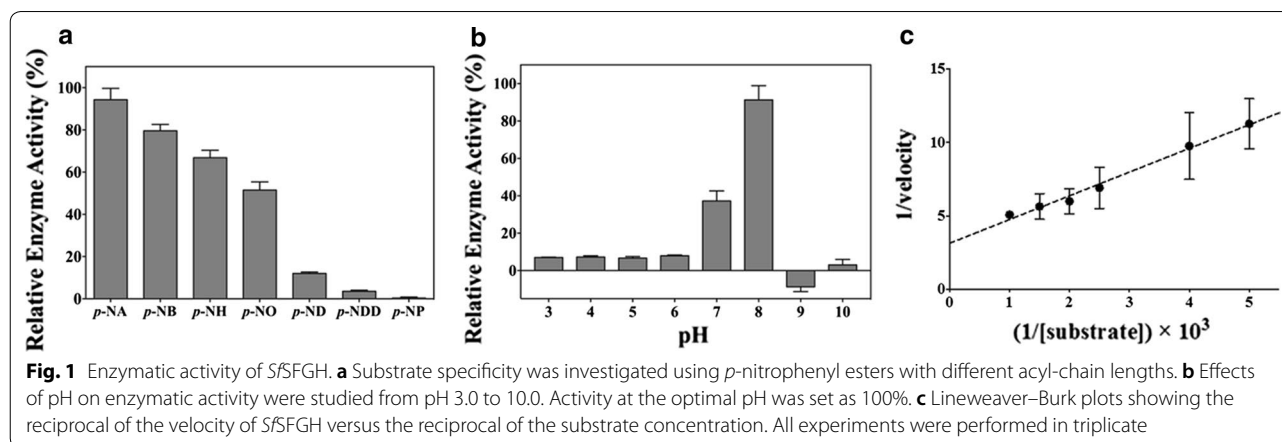 a
Relative Enzyme Activity (%)
100
80
60
40
20
0
p-NA p-NB p-NH p-NO p-ND p-NDD p-NP
b
Relative Enzyme Activity (%)
100
80
60
40
20
0
3 4 5 6 7 8 9 10
pH
c
1/velocity
15
10
5
0 1 2 3 4 5
(1/[substrate]) × 10³
Fig. 1 Enzymatic activity of SfSFGH. a Substrate specificity was investigated using p-nitrophenyl esters with different acyl-chain lengths. b Effects
of pH on enzymatic activity were studied from pH 3.0 to 10.0. Activity at the optimal pH was set as 100%. c Lineweaver–Burk plots showing the
reciprocal of the velocity of SfSFGH versus the reciprocal of the substrate concentration. All experiments were performed in triplicate